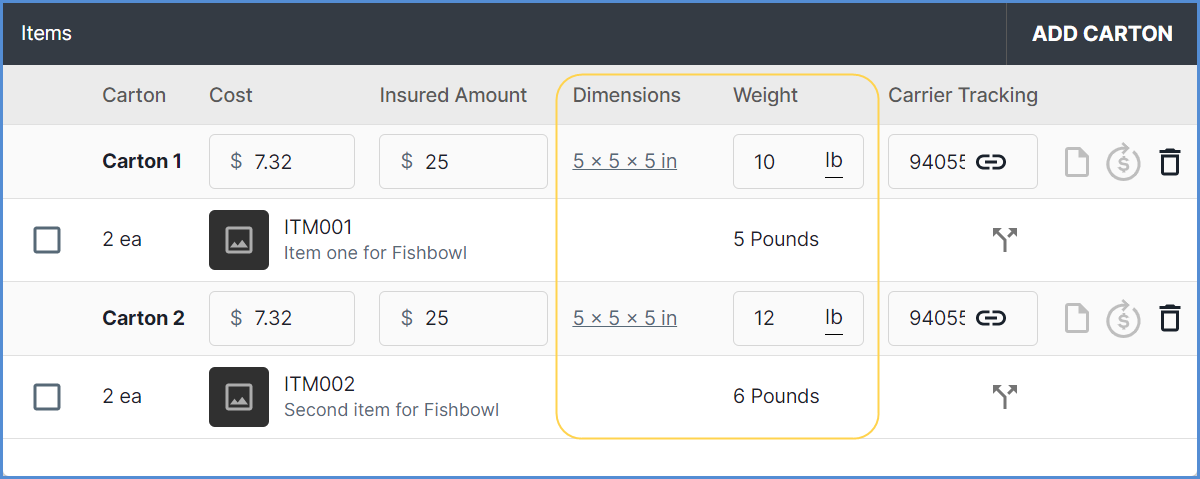 Items ADD CARTON
Carton Cost Insured Amount Dimensions Weight Carrier Tracking
Carton 1 $ 7.32 $ 25 5 × 5 × 5 in 10 lb 94055
2 ea ITM001 5 Pounds
Item one for Fishbowl
Carton 2 $ 7.32 $ 25 5 × 5 × 5 in 12 lb 94055
2 ea ITM002 6 Pounds
Second item for Fishbowl